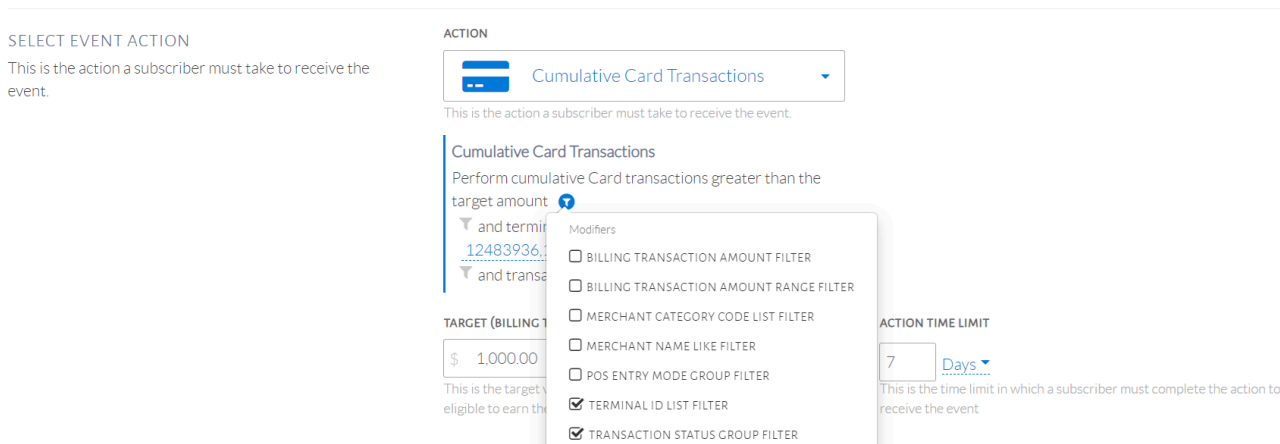 SELECT EVENT ACTION
This is the action a subscriber must take to receive the
event.
ACTION
Cumulative Card Transactions
This is the action a subscriber must take to receive the event.
Cumulative Card Transactions
Perform cumulative Card transactions greater than the
target amount
and
12483936,
and
Modifiers
BILLING TRANSACTION AMOUNT FILTER
BILLING TRANSACTION AMOUNT RANGE FILTER
MERCHANT CATEGORY CODE LIST FILTER
MERCHANT NAME LIKE FILTER
POS ENTRY MODE GROUP FILTER
TERMINAL ID LIST FILTER
TRANSACTION STATUS GROUP FILTER
TARGET (BILLING
$ 1,000.00
This is the target
eligible to earn
ACTION TIME LIMIT
7 Days
This is the time limit in which a subscriber must complete the action to
receive the event